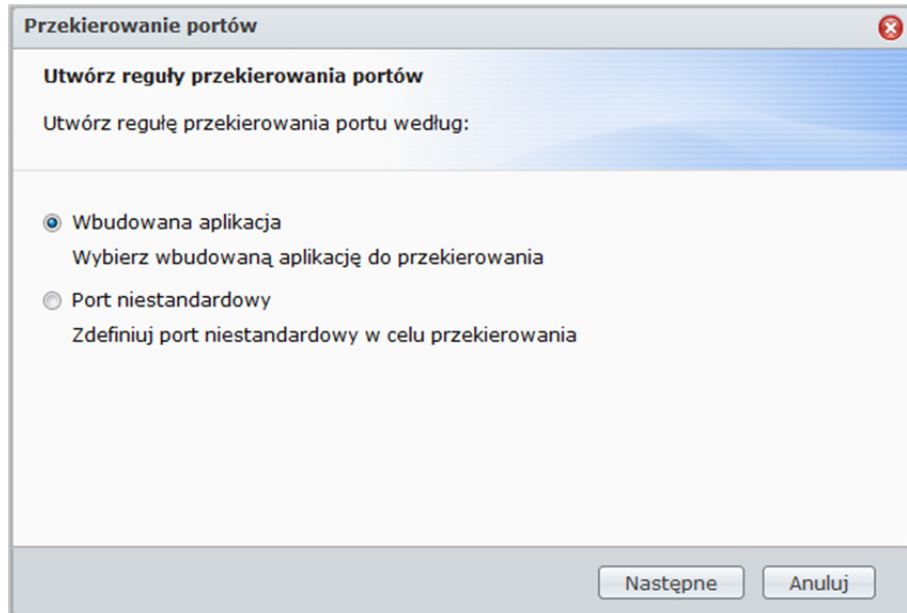 Przekierowanie portów
Utwórz reguły przekierowania portów
Utwórz regułę przekierowania portu według:
Wbudowana aplikacja
Wybierz wbudowaną aplikację do przekierowania
Port niestandardowy
Zdefiniuj port niestandardowy w celu przekierowania
Następne Anuluj